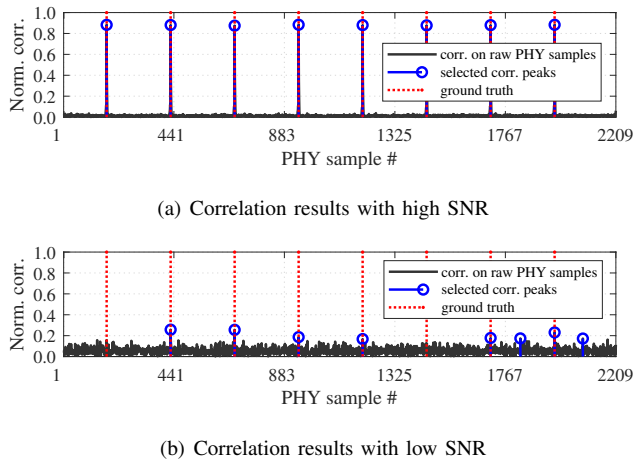 Norm. corr.
1.0
0.8
0.6
0.4
0.2
0.0
corr. on raw PHY samples
selected corr. peaks
ground truth
1 441 883 1325 1767 2209
PHY sample #
(a) Correlation results with high SNR
Norm. corr.
1.0
0.8
0.6
0.4
0.2
0.0
corr. on raw PHY samples
selected corr. peaks
ground truth
1 441 883 1325 1767 2209
PHY sample #
(b) Correlation results with low SNR